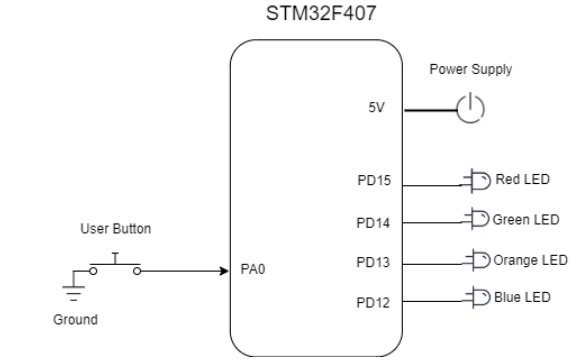 STM32F407
Power Supply
5V
PD15 Red LED
PD14 Green LED
User Button
PD13 Orange LED
PA0
PD12 Blue LED
Ground